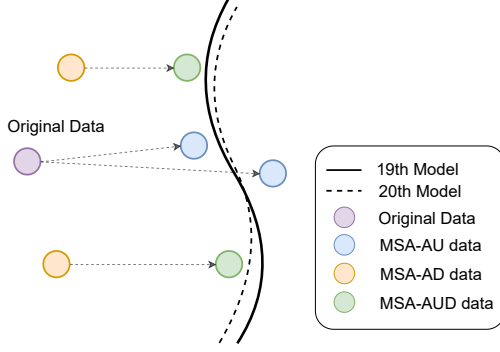 Original Data
19th Model
20th Model
Original Data
MSA-AU data
MSA-AD data
MSA-AUD data